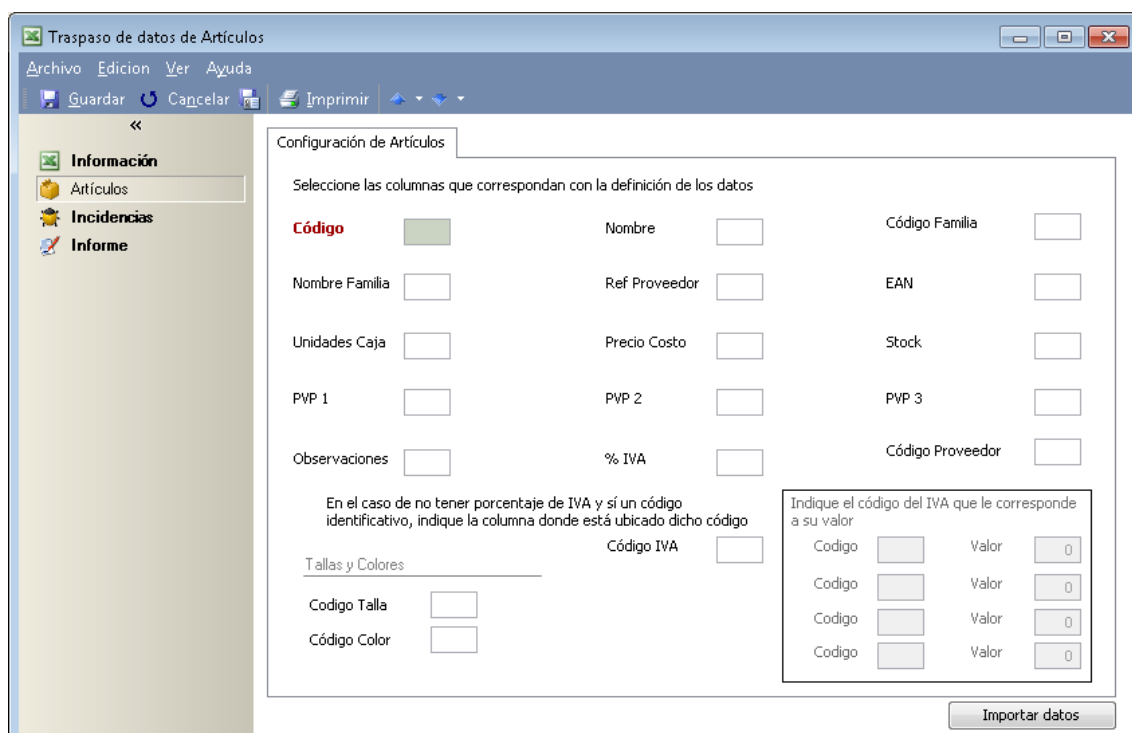 Traspaso de datos de Artículos
Archivo Edicion Ver Ayuda
Guardar Cancelar Imprimir
«
Información
Artículos
Incidencias
Informe
Configuración de Artículos
Seleccione las columnas que correspondan con la definición de los datos
Código Nombre Código Familia
Nombre Familia Ref Proveedor EAN
Unidades Caja Precio Costo Stock
PVP 1 PVP 2 PVP 3
Observaciones % IVA Código Proveedor
En el caso de no tener porcentaje de IVA y sí un código
identificativo, indique la columna donde está ubicado dicho código
Código IVA
Tallas y Colores
Codigo Talla
Código Color
Indique el código del IVA que le corresponde
a su valor
Codigo Valor 0
Codigo Valor 0
Codigo Valor 0
Codigo Valor 0
Importar datos